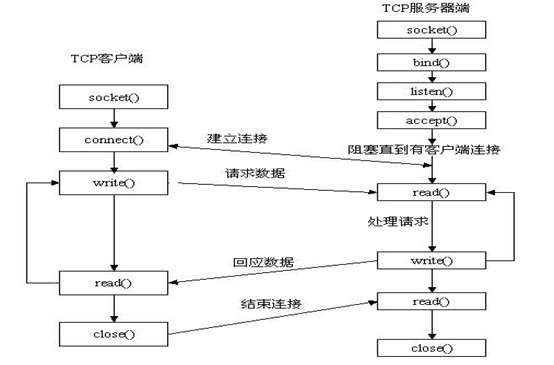 TCP服务器端
socket()
bind()
listen()
accept()
阻塞直到有客户端连接
read()
处理请求
write()
read()
close()
TCP客户端
socket()
connect()
write()
read()
close()
建立连接
请求数据
回应数据
结束连接